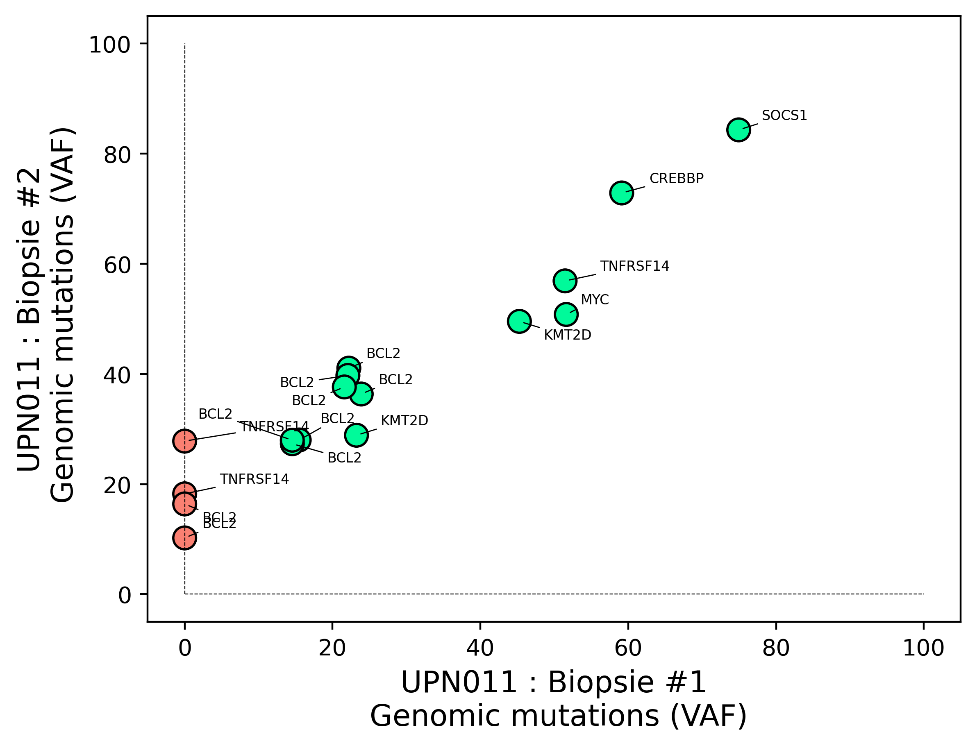 100
80
60
40
20
0
UPN011 : Biopsie #2
Genomic mutations (VAF)
SOCS1
CREBBP
TNFRSF14
MYC
KMT2D
BCL2
BCL2
BCL2
BCL2
BCL2
BCL2
KMT2D
TNFRSF14
BCL2
TNFRSF14
BCL2
BCL2
0
20
40
60
80
100
UPN011 : Biopsie #1
Genomic mutations (VAF)